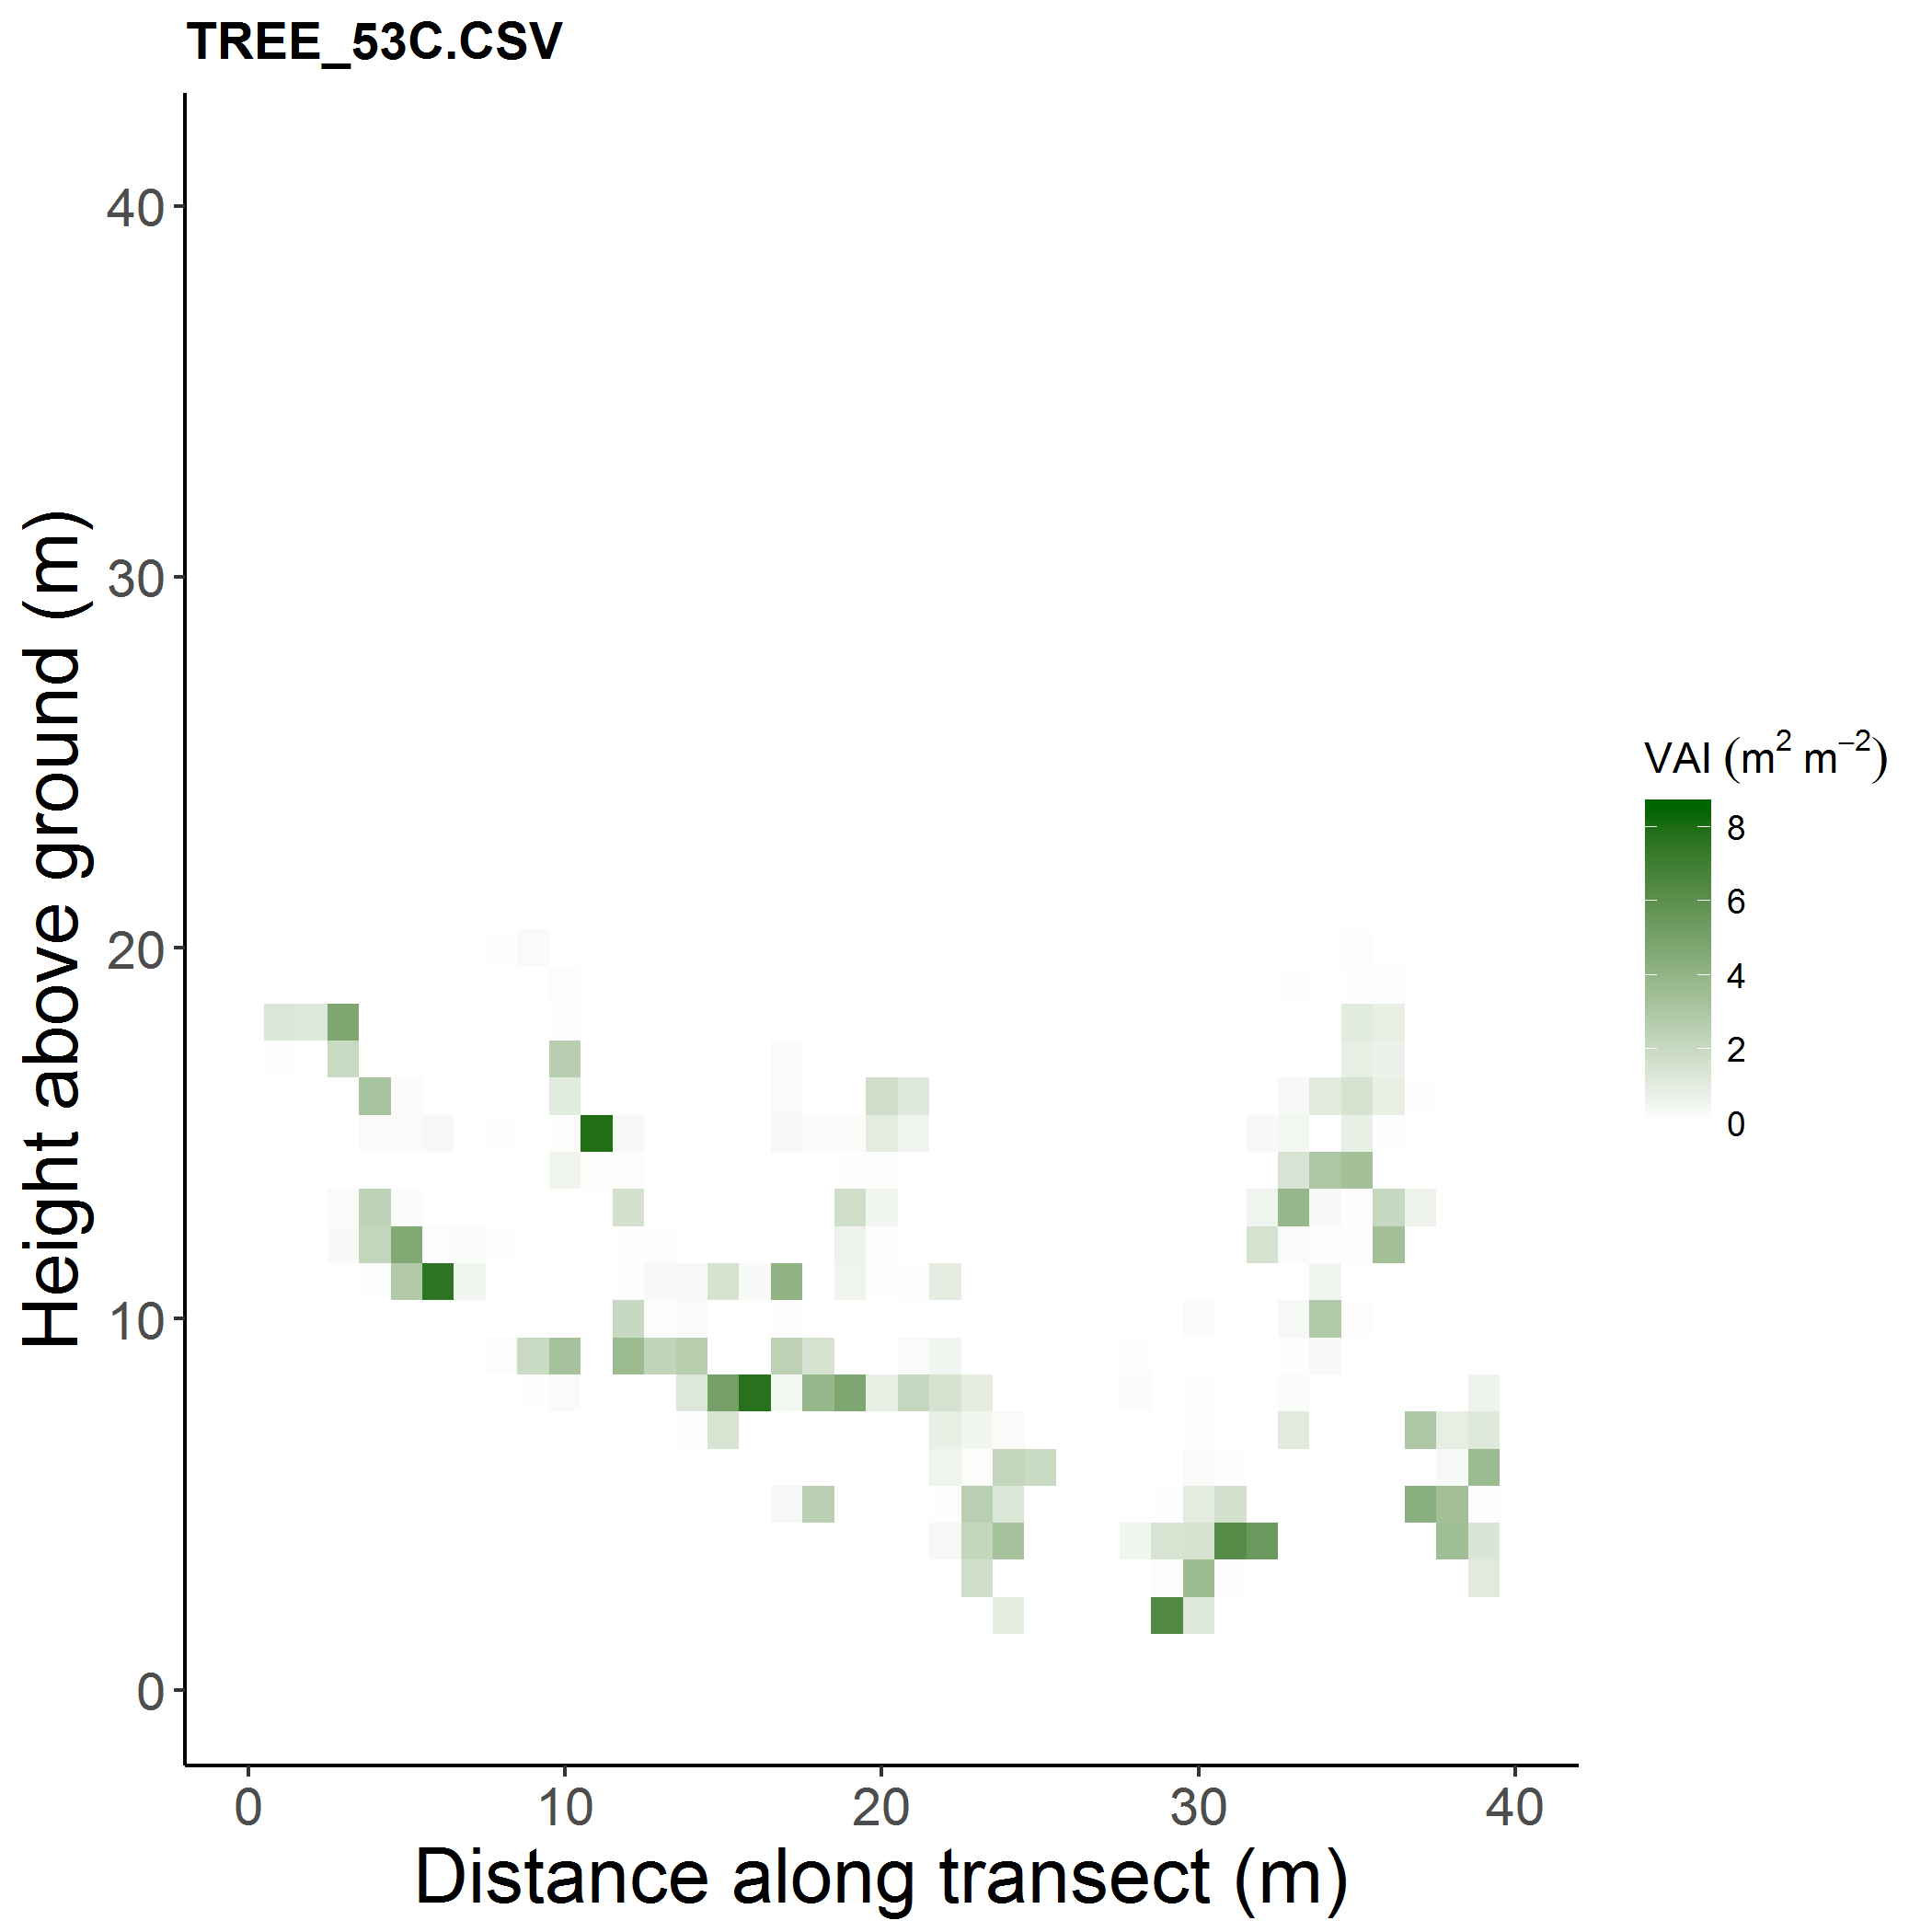 TREE_53C.CSV
Height above ground (m)
40
30
20
10
0
0 10 20 30 40
Distance along transect (m)
VAI (m² m⁻²)
8
6
4
2
0